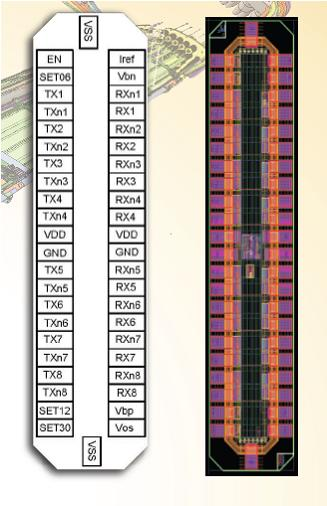 VSS
EN Iref
SET06 Vbn
TX1 RXn1
TXn1 RX1
TX2 RXn2
TXn2 RX2
TX3 RXn3
TXn3 RX3
TX4 RXn4
TXn4 RX4
VDD VDD
GND GND
TX5 RXn5
TXn5 RX5
TX6 RXn6
TXn6 RX6
TX7 RXn7
TXn7 RX7
TX8 RXn8
TXn8 RX8
SET12 Vbp
SET30 Vos
VSS